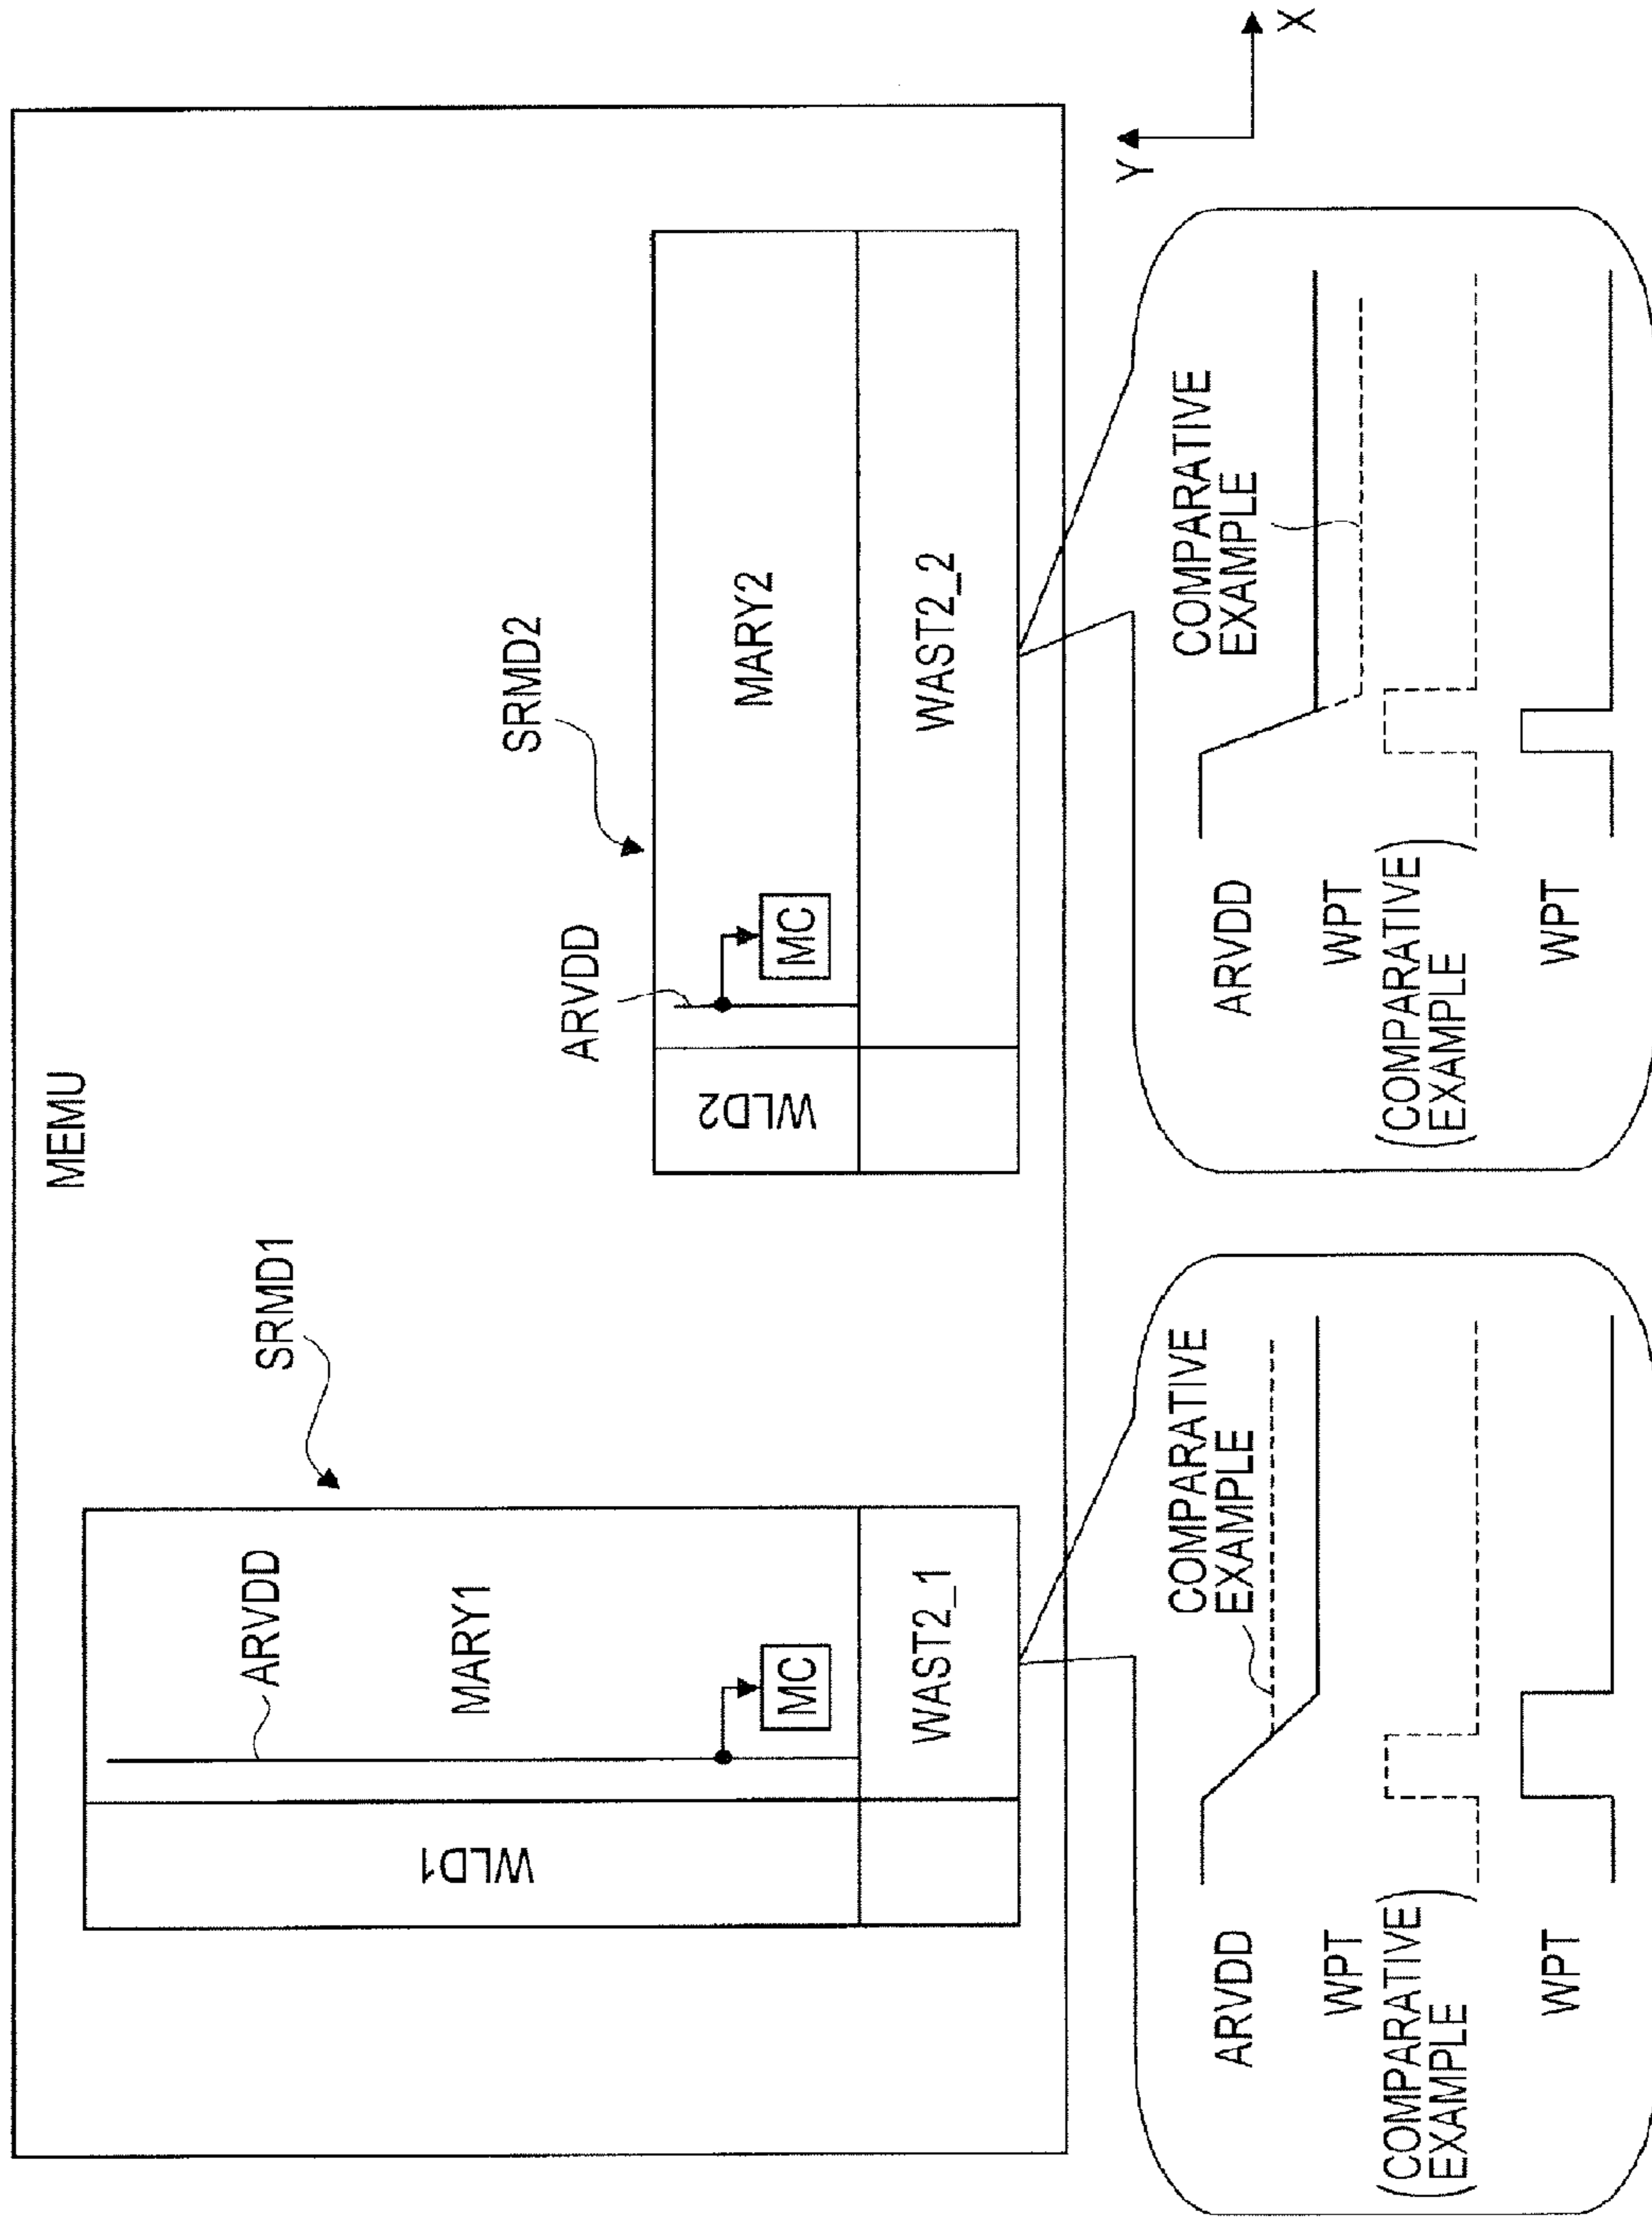 MEMU
SRMD1
ARVDD
MARY1
MC
WLD1
WAST2_1
SRMD2
ARVDD
MARY2
MC
WLD2
WAST2_2
Y
X
COMPARATIVE
EXAMPLE
ARVDD
WPT
(COMPARATIVE
EXAMPLE)
WPT
COMPARATIVE
EXAMPLE
ARVDD
WPT
(COMPARATIVE
EXAMPLE)
WPT